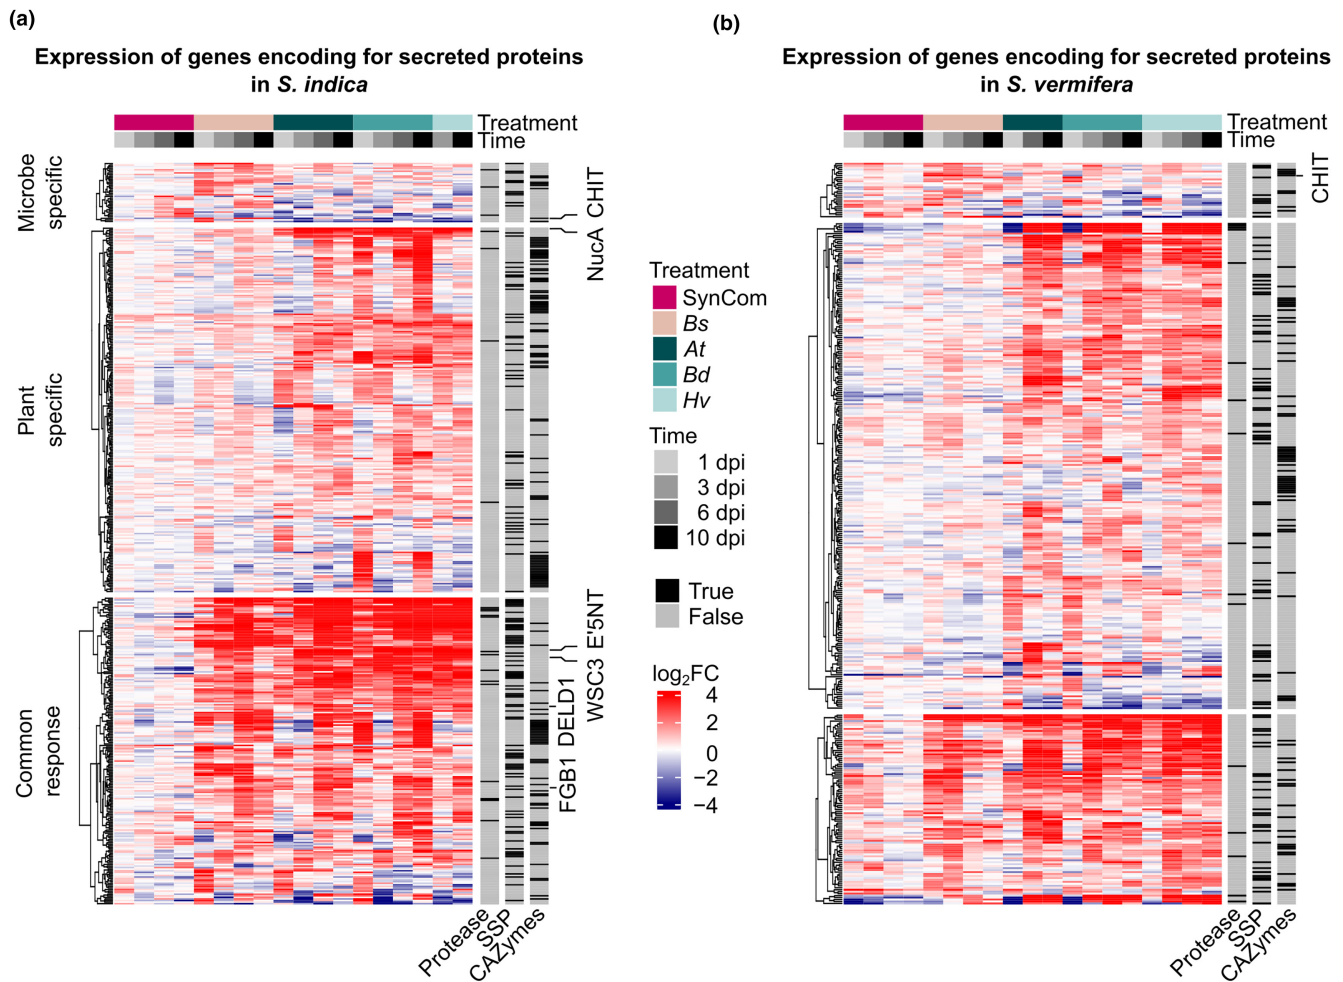 (a)
Expression of genes encoding for secreted proteins
in S. indica
Treatment
Time
Microbe
specific
Plant
specific
Common
response
CHIT
NucA
E'5NT
WSC3
DELD1
FGB1
Protease
SSP
CAZymes
Treatment
SynCom
Bs
At
Bd
Hv
Time
1 dpi
3 dpi
6 dpi
10 dpi
True
False
log2FC
4
2
0
−2
−4
(b)
Expression of genes encoding for secreted proteins
in S. vermifera
Treatment
Time
CHIT
Protease
SSP
CAZymes